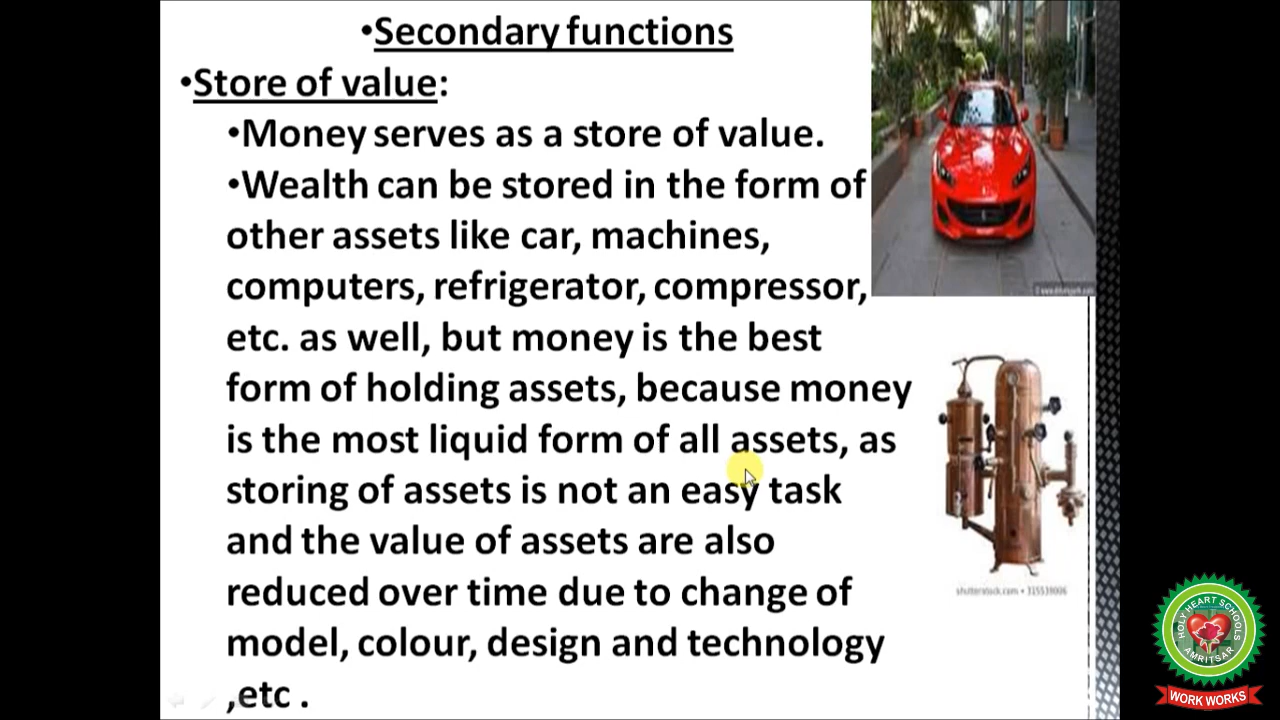 •Secondary functions
•Store of value:
•Money serves as a store of value.
•Wealth can be stored in the form of
other assets like car, machines,
computers, refrigerator, compressor,
etc. as well, but money is the best
form of holding assets, because money
is the most liquid form of all assets, as
storing of assets is not an easy task
and the value of assets are also
reduced over time due to change of
model, colour, design and technology
,etc .
shutterstock.com • 315538006
HOLY HEART SCHOOLS
AMRITSAR
WORK WORKS